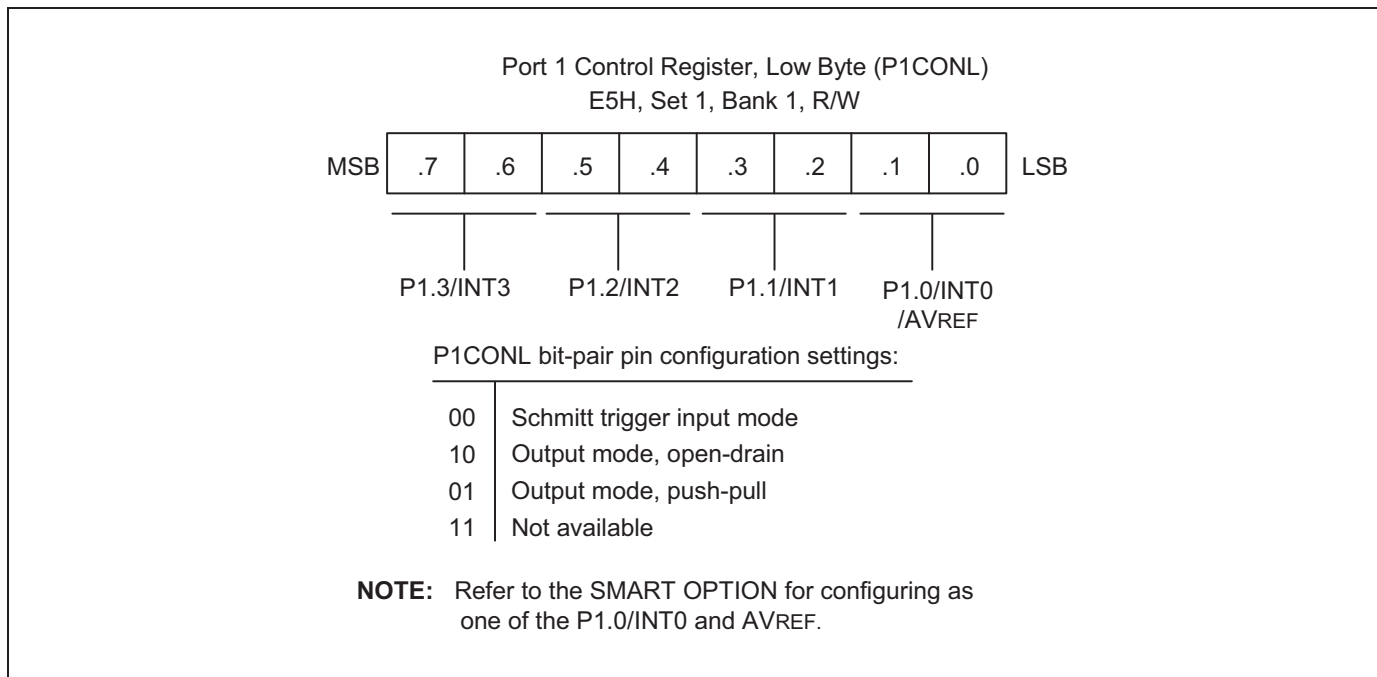 Port 1 Control Register, Low Byte (P1CONL)
E5H, Set 1, Bank 1, R/W
MSB .7 .6 .5 .4 .3 .2 .1 .0 LSB
P1.3/INT3 P1.2/INT2 P1.1/INT1 P1.0/INT0
/AVREF
P1CONL bit-pair pin configuration settings:
00 Schmitt trigger input mode
10 Output mode, open-drain
01 Output mode, push-pull
11 Not available
NOTE: Refer to the SMART OPTION for configuring as
one of the P1.0/INT0 and AVREF.